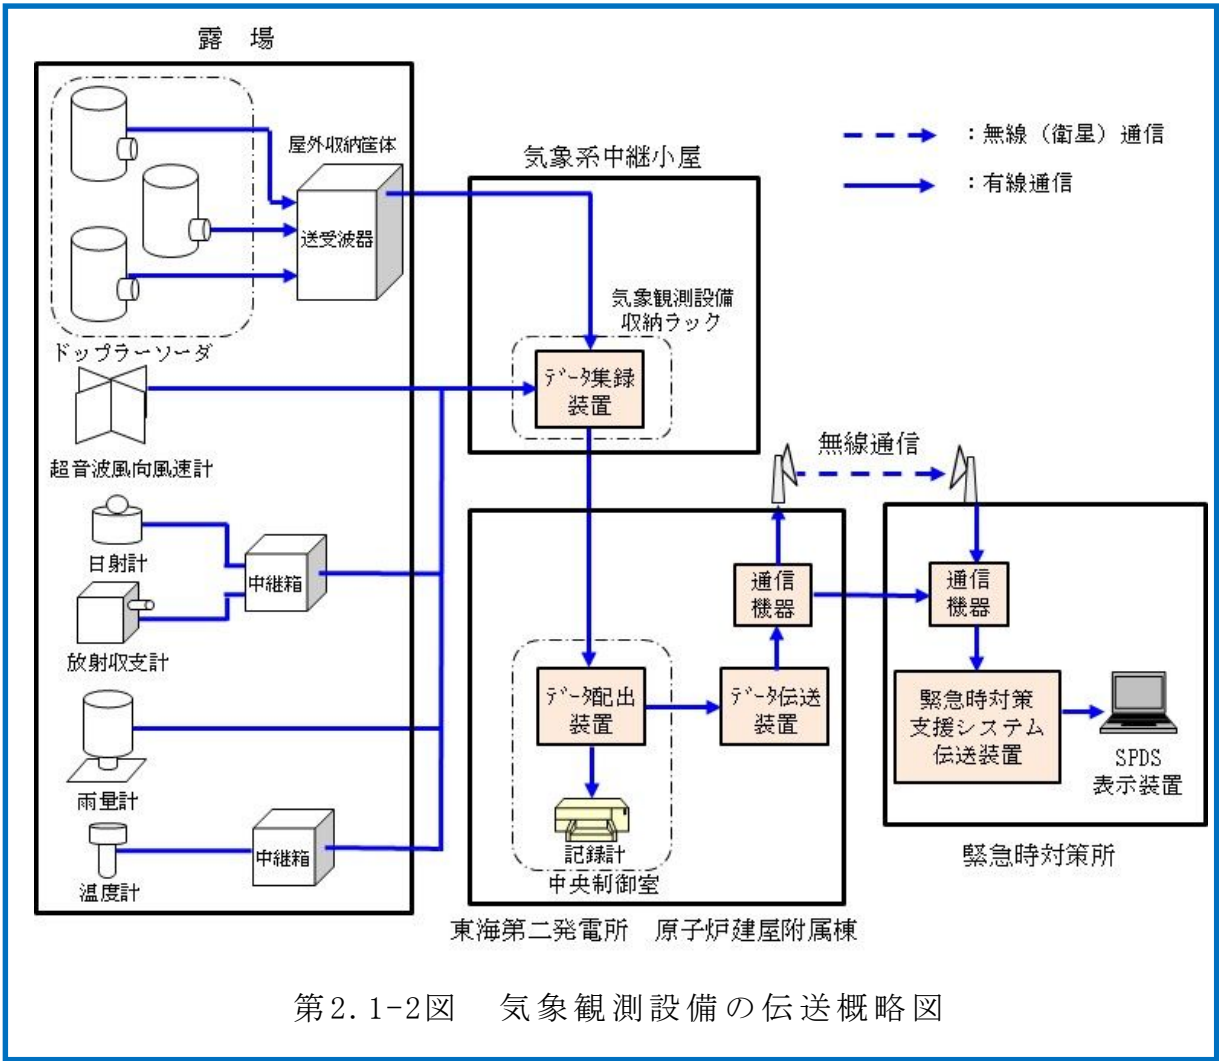 露 場
屋外収納筐体
送受波器
ドップラーソーダ
超音波風向風速計
日射計
中継箱
放射収支計
雨量計
中継箱
温度計
気象系中継小屋
気象観測設備
収納ラック
データ集録
装置
：無線（衛星）通信
：有線通信
無線通信
通信
機器
データ配出
装置
データ伝送
装置
記録計
中央制御室
東海第二発電所 原子炉建屋附属棟
通信
機器
緊急時対策
支援システム
伝送装置
SPDS
表示装置
緊急時対策所
第2.1-2図 気象観測設備の伝送概略図